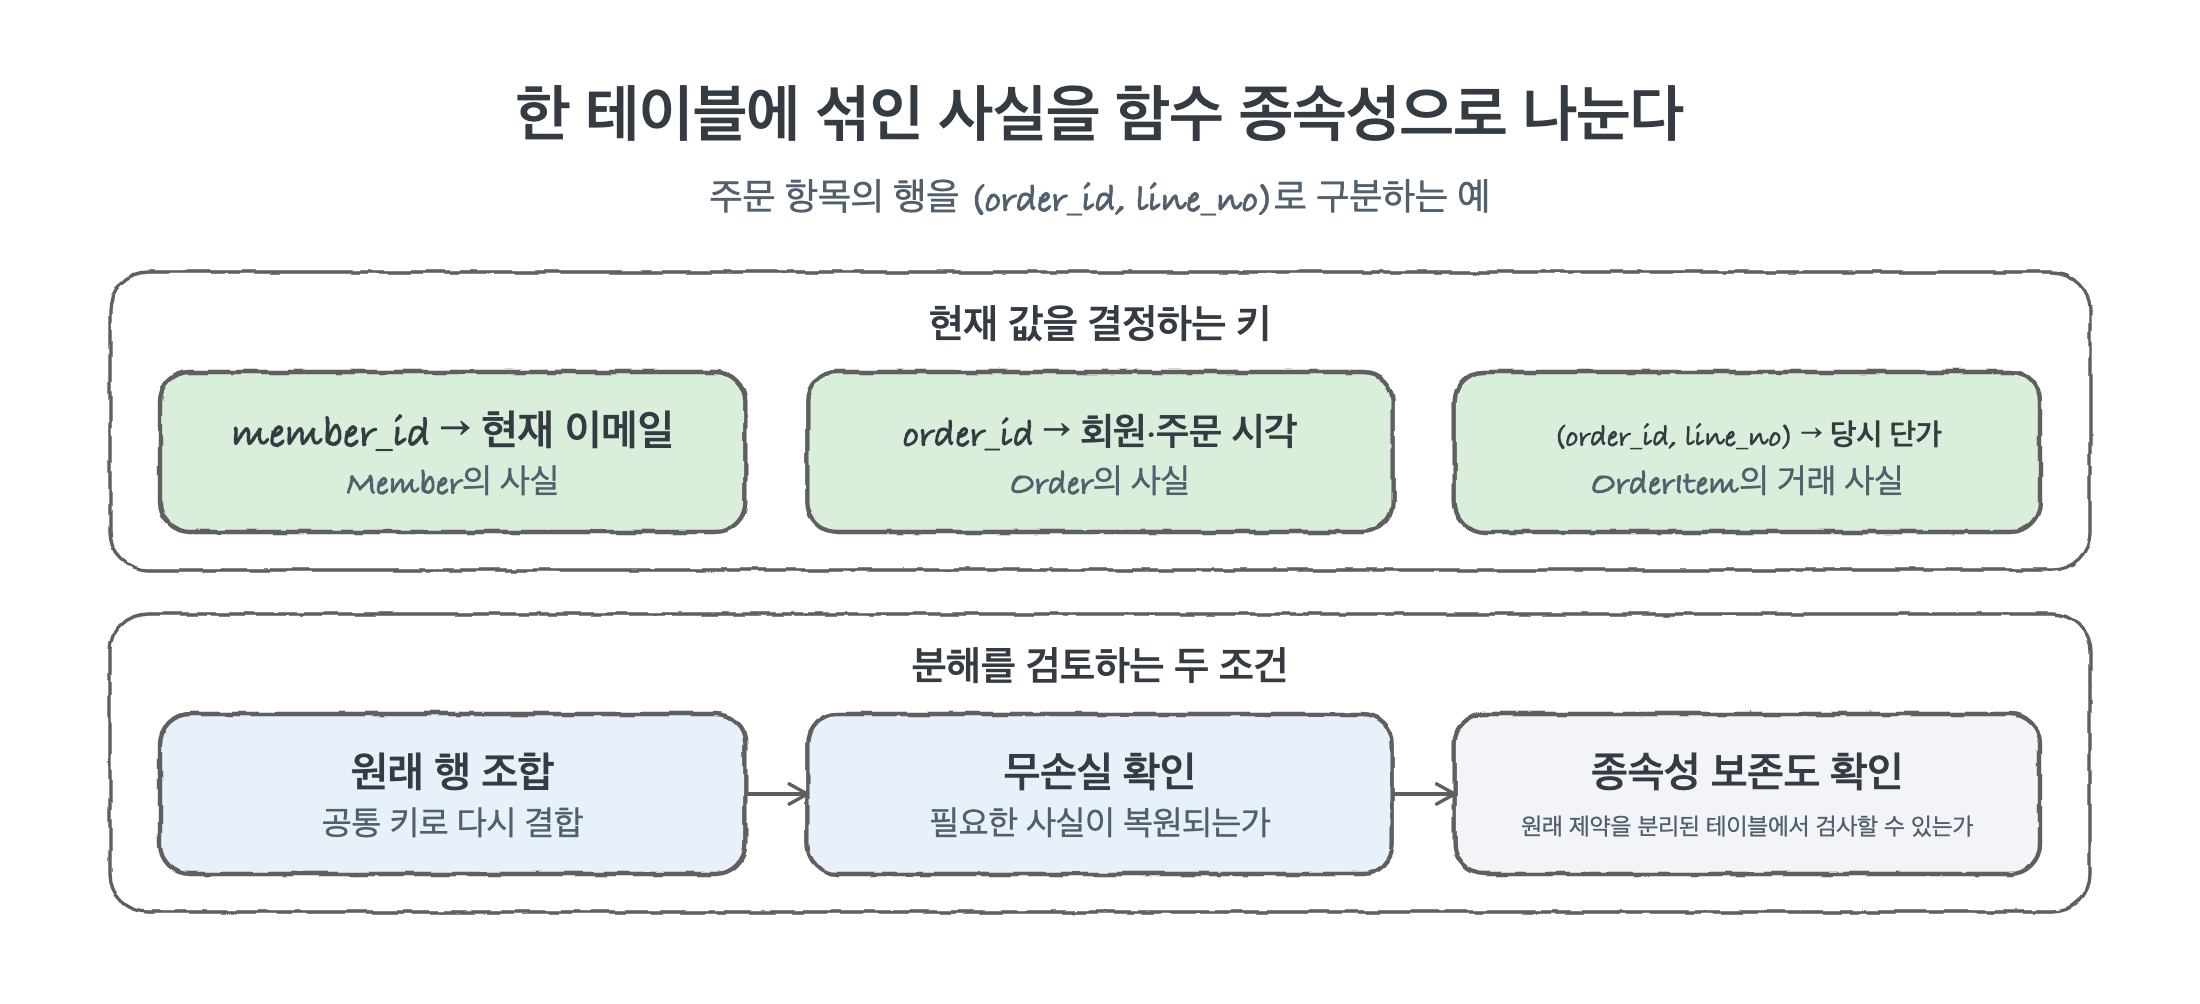 한 테이블에 섞인 사실을 함수 종속성으로 나눈다
주문 항목의 행을 (order_id, line_no)로 구분하는 예
현재 값을 결정하는 키
member_id → 현재 이메일
Member의 사실
order_id → 회원·주문 시각
Order의 사실
(order_id, line_no) → 당시 단가
OrderItem의 거래 사실
분해를 검토하는 두 조건
원래 행 조합
공통 키로 다시 결합
무손실 확인
필요한 사실이 복원되는가
종속성 보존도 확인
원래 제약을 분리된 테이블에서 검사할 수 있는가